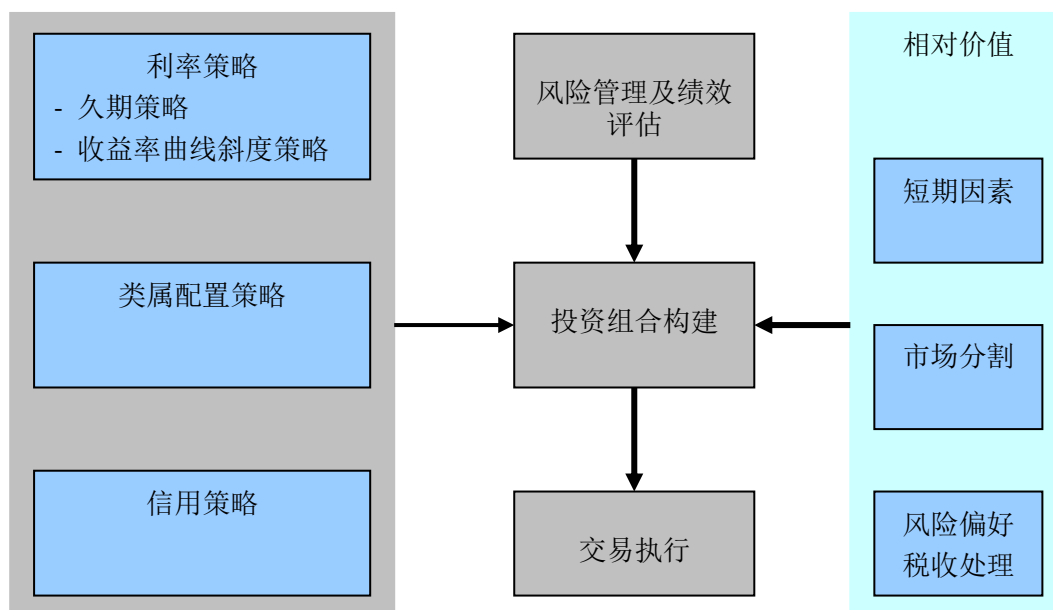 利率策略
- 久期策略
- 收益率曲线斜度策略
类属配置策略
信用策略
风险管理及绩效
评估
投资组合构建
交易执行
相对价值
短期因素
市场分割
风险偏好
税收处理